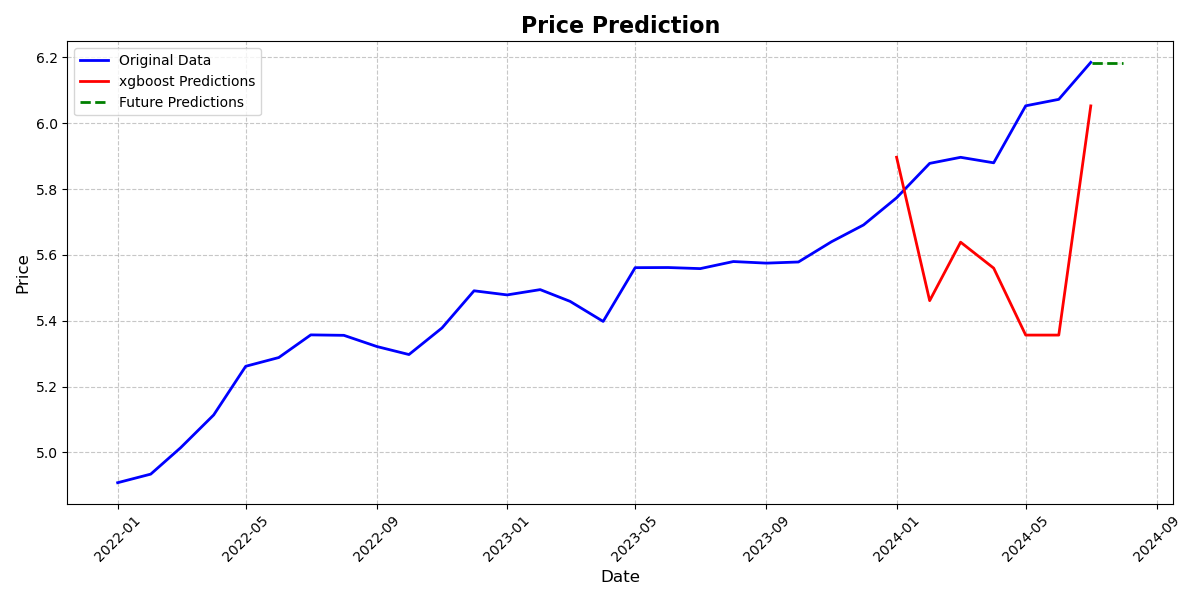 Price Prediction
Original Data
xgboost Predictions
Future Predictions
Price
6.2
6.0
5.8
5.6
5.4
5.2
5.0
2022-01
2022-05
2022-09
2023-01
2023-05
2023-09
2024-01
2024-05
2024-09
Date